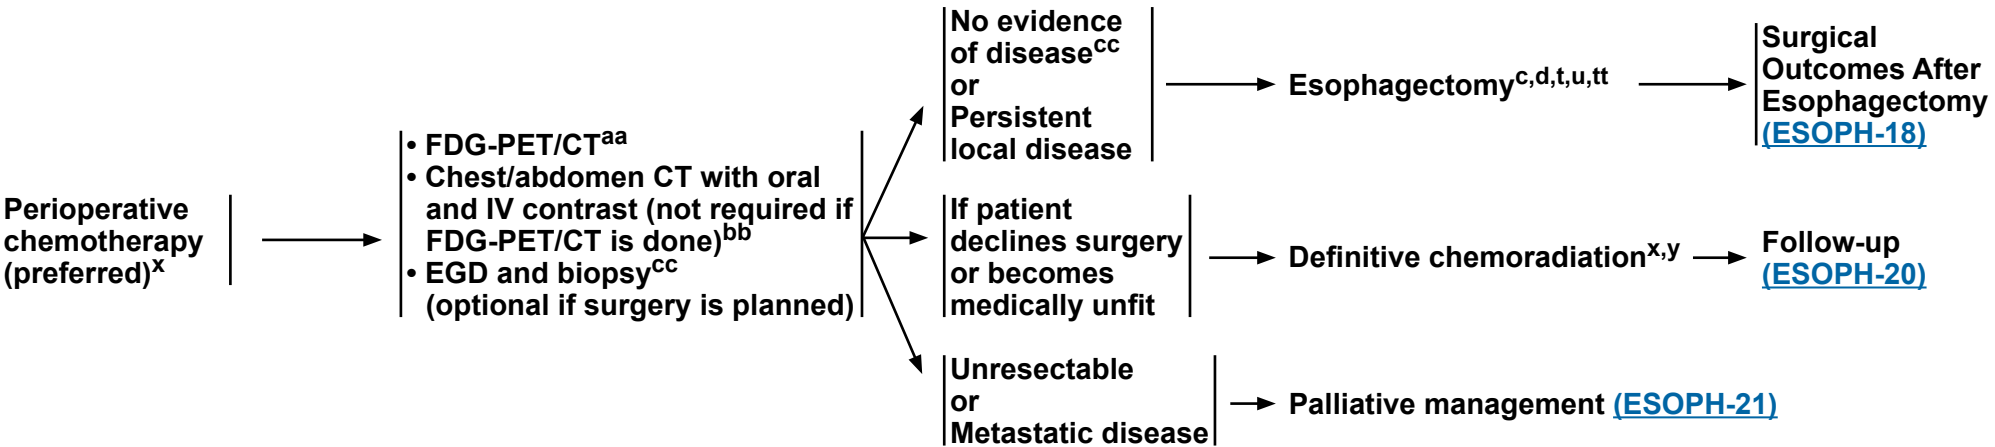 Perioperative
chemotherapy
(preferred)x
• FDG-PET/CTaa
• Chest/abdomen CT with oral
and IV contrast (not required if
FDG-PET/CT is done)bb
• EGD and biopsycc
(optional if surgery is planned)
No evidence
of diseasecc
or
Persistent
local disease
Esophagectomyc,d,t,u,tt
Surgical
Outcomes After
Esophagectomy
(ESOPH-18)
If patient
declines surgery
or becomes
medically unfit
Definitive chemoradiationx,y
Follow-up
(ESOPH-20)
Unresectable
or
Metastatic disease
Palliative management (ESOPH-21)